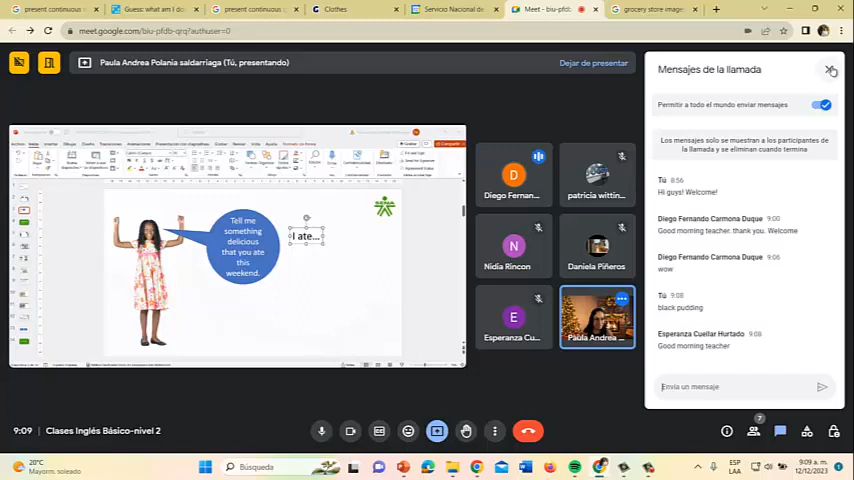 present continuous
Guess: what am I do
present continuous
Clothes
Servicio Nacional de
Meet - biu-pfdb
grocery store image
meet.google.com/biu-pfdb-qrq?authuser=0
Paula Andrea Polania saldarriaga (Tú, presentando)
Dejar de presentar
Tell me
something
delicious
that you ate
this
weekend.
I ate...
D
Diego Fernan...
patricia wittin...
N
Nidia Rincon
Daniela Piñeros
E
Esperanza Cu...
Paula Andrea ...
Mensajes de la llamada
Permitir a todo el mundo enviar mensajes
Los mensajes solo se muestran a los participantes de
la llamada y se eliminan cuando termina
Tú 8:56
Hi guys! Welcome!
Diego Fernando Carmona Duque 9:00
Good morning teacher. thank you. Welcome
Diego Fernando Carmona Duque 9:06
wow
Tú 9:08
black pudding
Esperanza Cuellar Hurtado 9:08
Good morning teacher
Envía un mensaje
9:09 Clases Inglés Básico-nivel 2
7
20°C
Mayorm. soleado
Búsqueda
ESP
LAA
9:09 a. m.
12/12/2023